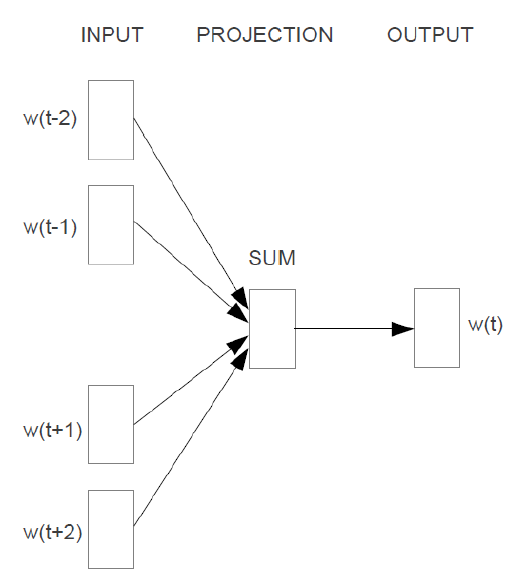 INPUT PROJECTION OUTPUT
w(t-2)
w(t-1)
SUM
w(t)
w(t+1)
w(t+2)